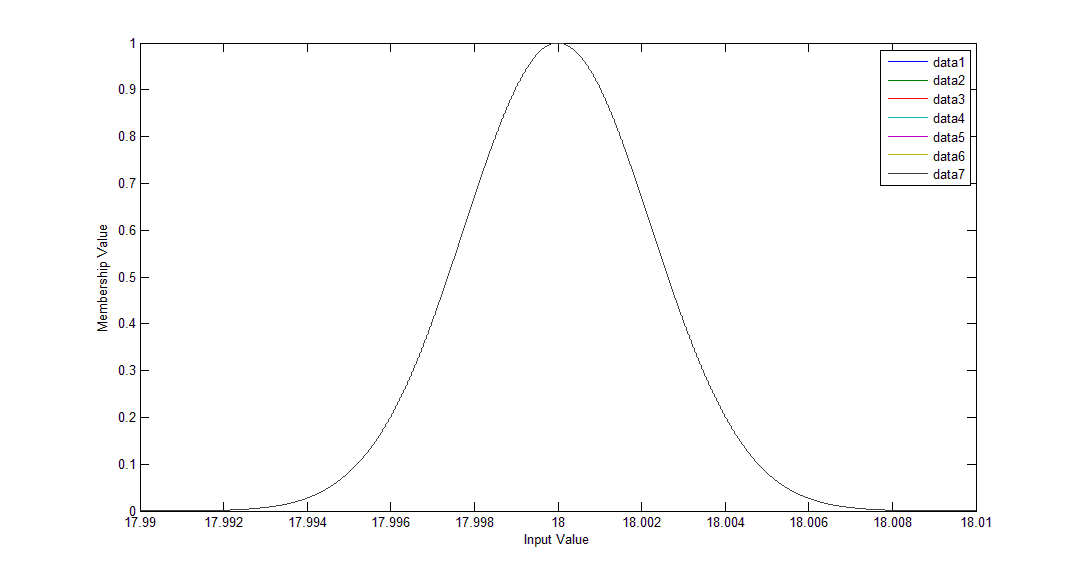 1
0.9
0.8
0.7
0.6
0.5
0.4
0.3
0.2
0.1
0
Membership Value
17.99 17.992 17.994 17.996 17.998 18 18.002 18.004 18.006 18.008 18.01
Input Value
data1
data2
data3
data4
data5
data6
data7